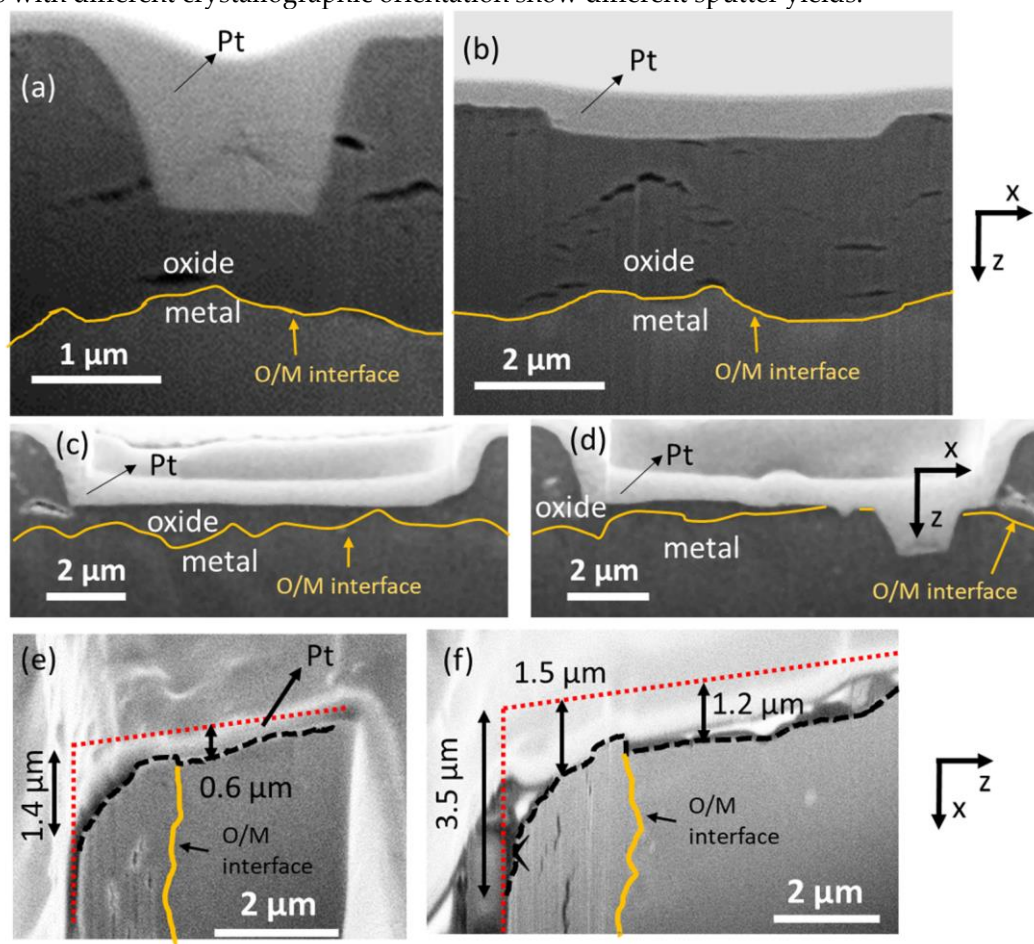 with different crystallographic orientation show different sputter yields.
(a)
Pt
oxide
metal
1 µm
O/M interface
(b)
Pt
oxide
metal
2 µm
O/M interface
x
z
(c)
Pt
oxide
metal
2 µm
O/M interface
(d)
Pt
x
z
oxide
metal
2 µm
O/M interface
(e)
Pt
1.4 µm
0.6 µm
O/M
interface
2 µm
(f)
1.5 µm
1.2 µm
3.5 µm
O/M
interface
2 µm
z
x